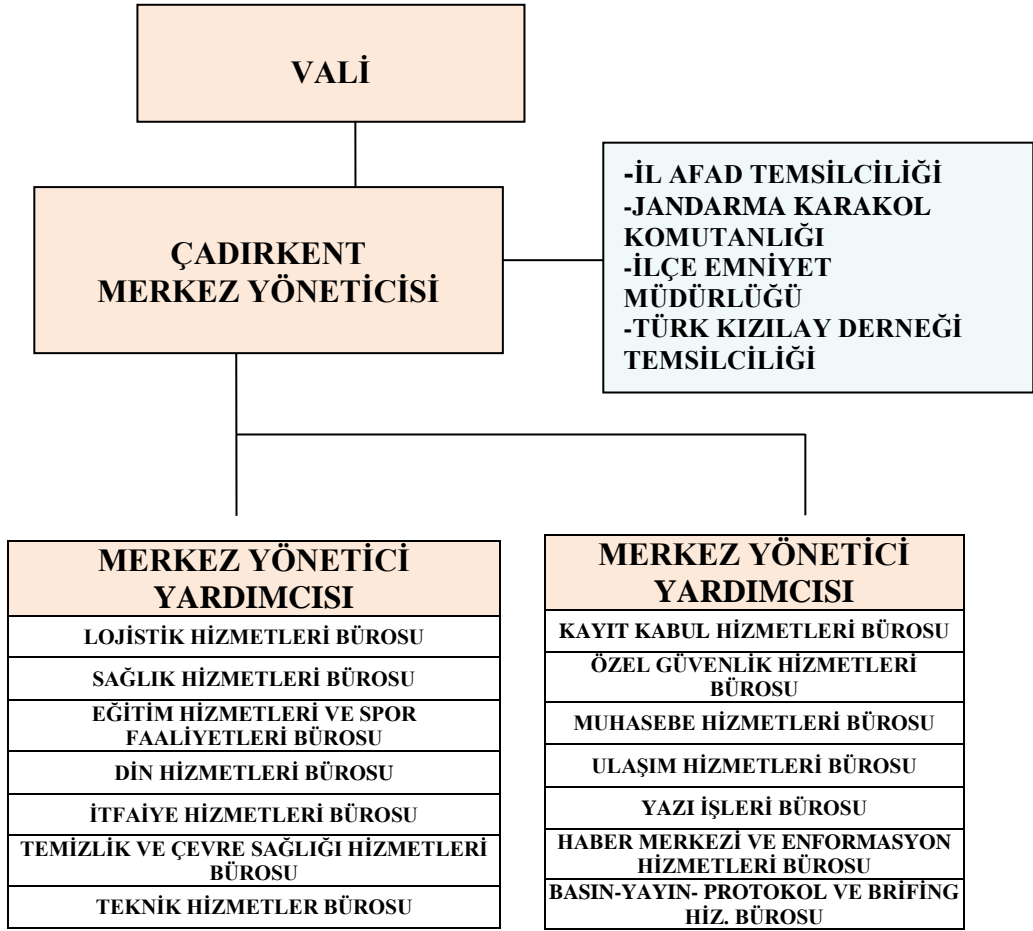 VALİ
ÇADIRKENT
MERKEZ YÖNETİCİSİ
-İL AFAD TEMSİLCİLİĞİ
-JANDARMA KARAKOL
KOMUTANLIĞI
-İLÇE EMNİYET
MÜDÜRLÜĞÜ
-TÜRK KIZILAY DERNEĞİ
TEMSİLCİLİĞİ
MERKEZ YÖNETİCİ
YARDIMCISI
LOJİSTİK HİZMETLERİ BÜROSU
SAĞLIK HİZMETLERİ BÜROSU
EĞİTİM HİZMETLERİ VE SPOR
FAALİYETLERİ BÜROSU
DİN HİZMETLERİ BÜROSU
İTFAİYE HİZMETLERİ BÜROSU
TEMİZLİK VE ÇEVRE SAĞLIĞI HİZMETLERİ
BÜROSU
TEKNİK HİZMETLER BÜROSU
MERKEZ YÖNETİCİ
YARDIMCISI
KAYIT KABUL HİZMETLERİ BÜROSU
ÖZEL GÜVENLİK HİZMETLERİ
BÜROSU
MUHASEBE HİZMETLERİ BÜROSU
ULAŞIM HİZMETLERİ BÜROSU
YAZI İŞLERİ BÜROSU
HABER MERKEZİ VE ENFORMASYON
HİZMETLERİ BÜROSU
BASIN-YAYIN- PROTOKOL VE BRİFİNG
HİZ. BÜROSU